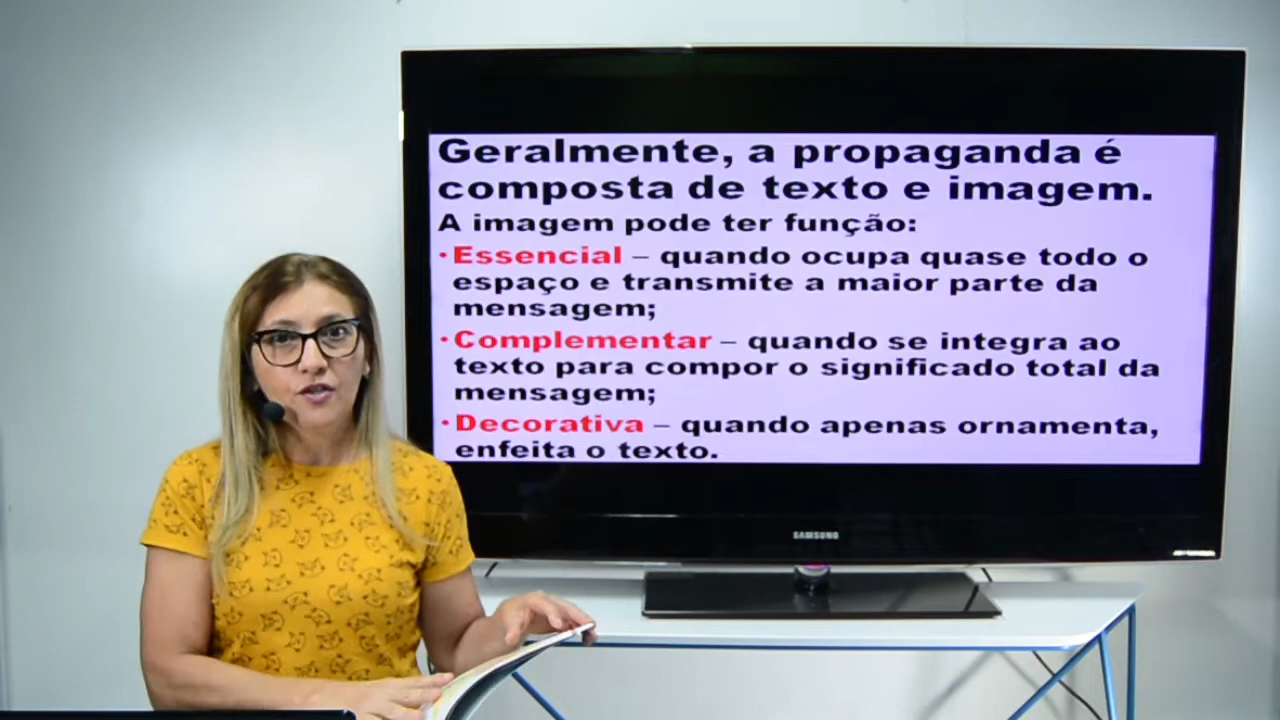 Geralmente, a propaganda é
composta de texto e imagem.
A imagem pode ter função:
•Essencial – quando ocupa quase todo o
espaço e transmite a maior parte da
mensagem;
•Complementar – quando se integra ao
texto para compor o significado total da
mensagem;
•Decorativa – quando apenas ornamenta,
enfeita o texto.
SAMSUNG